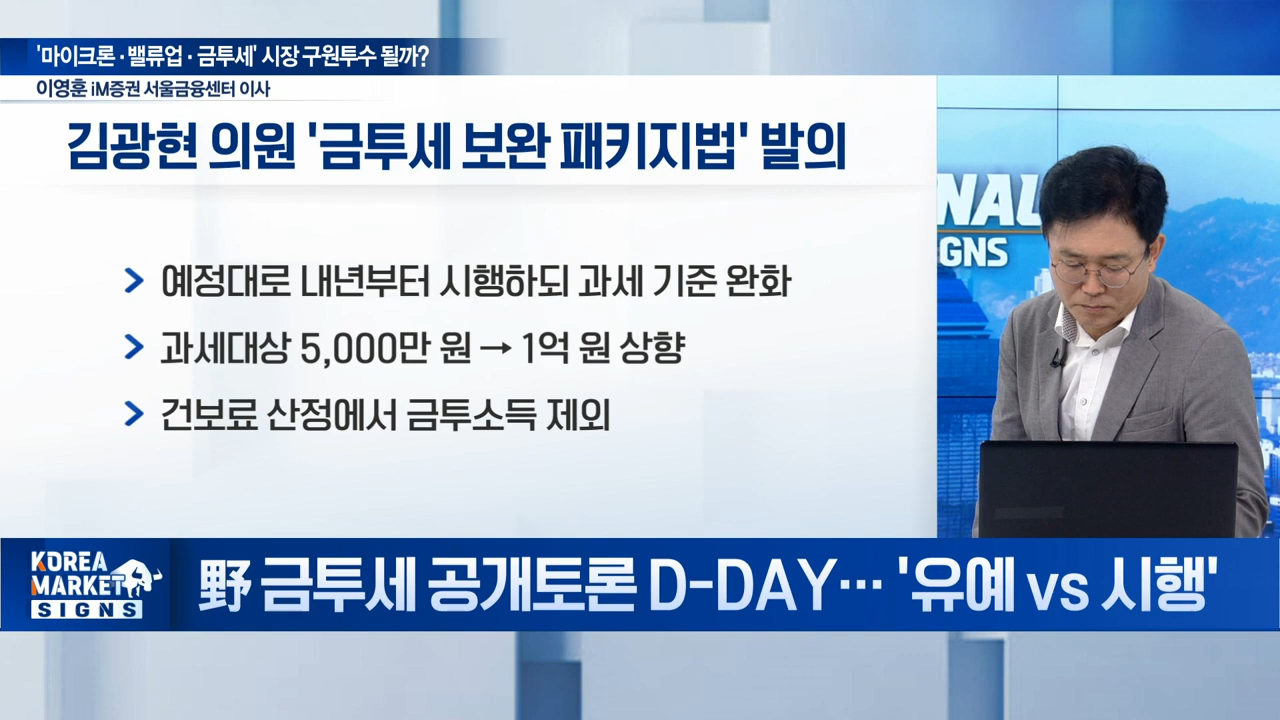 '마이크론·밸류업·금투세' 시장 구원투수 될까?
이영훈 iM증권 서울금융센터 이사
김광현 의원 '금투세 보완 패키지법' 발의
> 예정대로 내년부터 시행하되 과세 기준 완화
> 과세대상 5,000만 원 → 1억 원 상향
> 건보료 산정에서 금투소득 제외
NAL
GNS
KOREA
MARKET
SIGNS
野 금투세 공개토론 D-DAY… '유예 vs 시행'